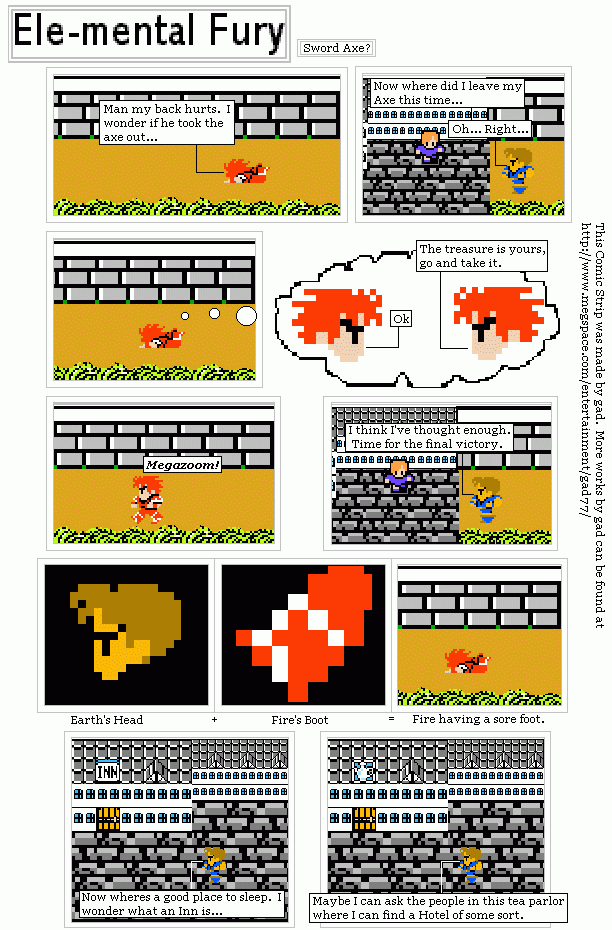 Ele-mental Fury
Sword Axe?
Man my back hurts. I
wonder if he took the
axe out...
Now where did I leave my
Axe this time...
Oh... Right...
The treasure is yours,
go and take it.
Ok
Megazoom!
I think I've thought enough.
Time for the final victory.
Earth's Head + Fire's Boot = Fire having a sore foot.
INN
Now wheres a good place to sleep. I
wonder what an Inn is...
Maybe I can ask the people in this tea parlor
where I can find a Hotel of some sort.
This Comic Strip was made by gad. More works by gad can be found at
http://www.megspace.com/entertainment/gad77/